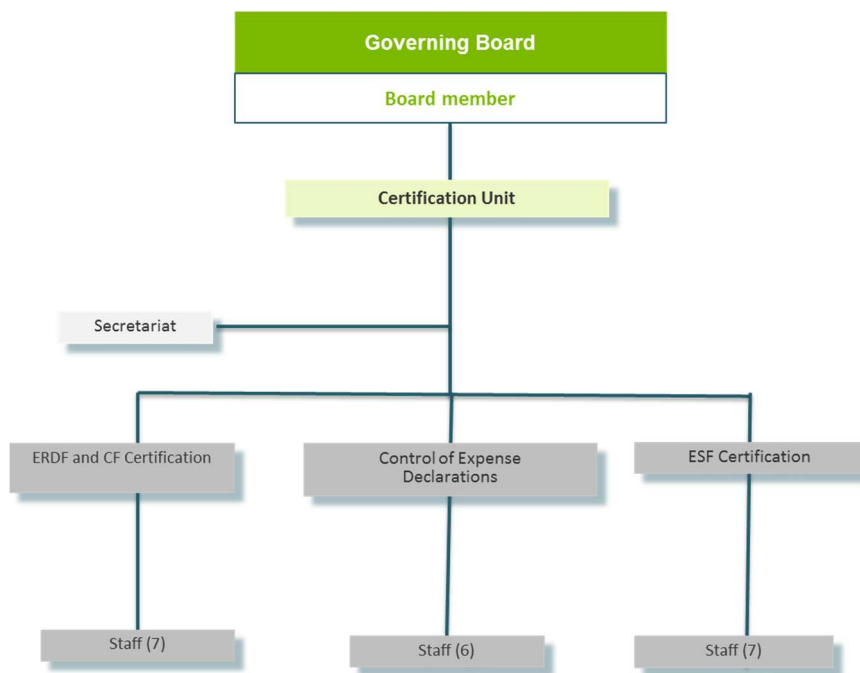 Governing Board
Board member
Certification Unit
Secretariat
ERDF and CF Certification
Control of Expense
Declarations
ESF Certification
Staff (7)
Staff (6)
Staff (7)